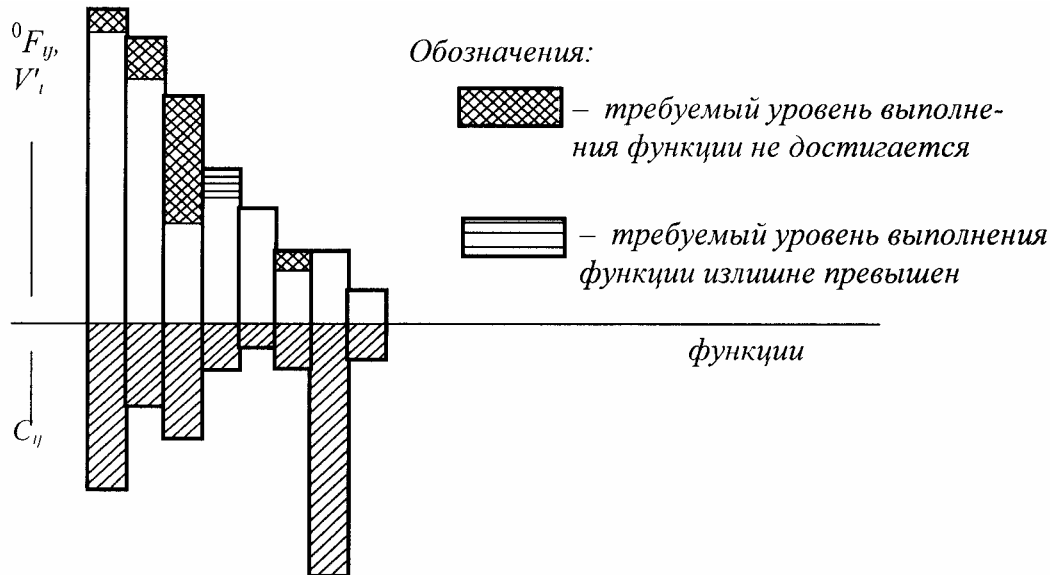 ⁰F_ij,
V'_i
Обозначения:
– требуемый уровень выполне-
ния функции не достигается
– требуемый уровень выполнения
функции излишне превышен
функции
C_ij